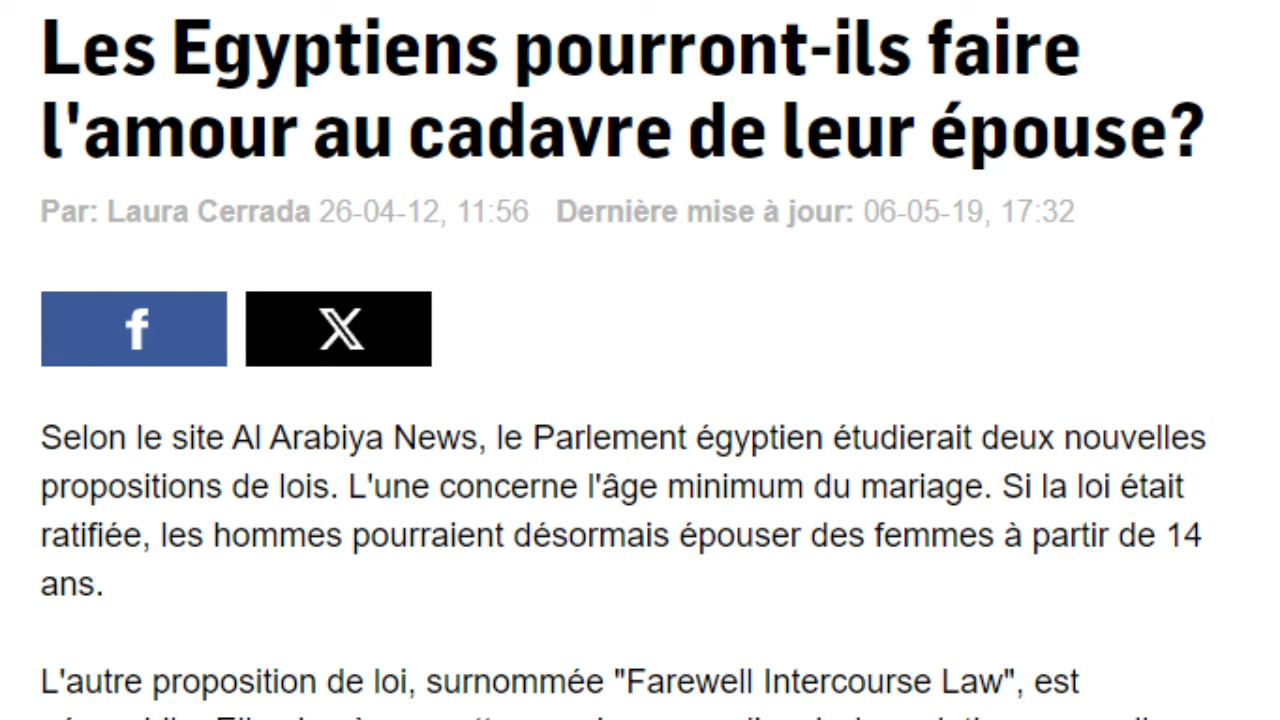 Les Egyptiens pourront-ils faire
l'amour au cadavre de leur épouse?
Par: Laura Cerrada 26-04-12, 11:56 Dernière mise à jour: 06-05-19, 17:32
f X
Selon le site Al Arabiya News, le Parlement égyptien étudierait deux nouvelles
propositions de lois. L'une concerne l'âge minimum du mariage. Si la loi était
ratifiée, les hommes pourraient désormais épouser des femmes à partir de 14
ans.
L'autre proposition de loi, surnommée "Farewell Intercourse Law", est